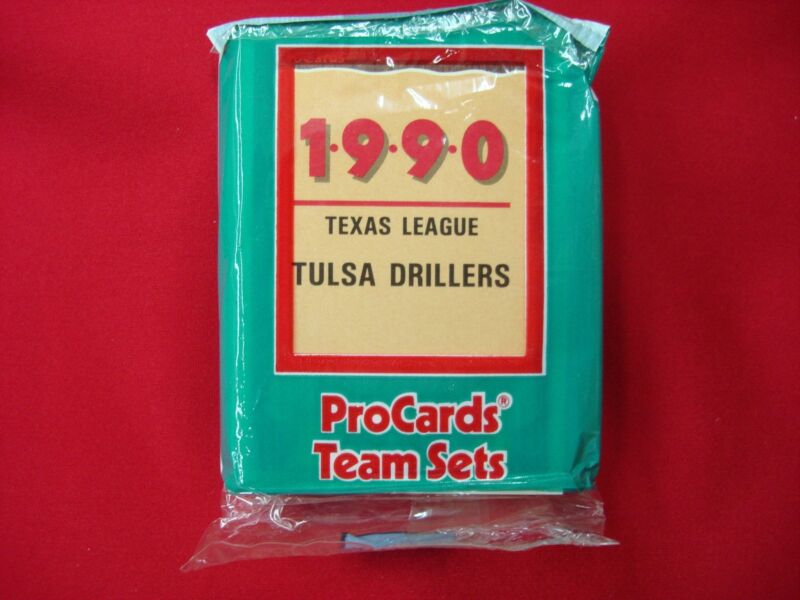 1·9·9·0
TEXAS LEAGUE
TULSA DRILLERS
ProCards®
Team Sets